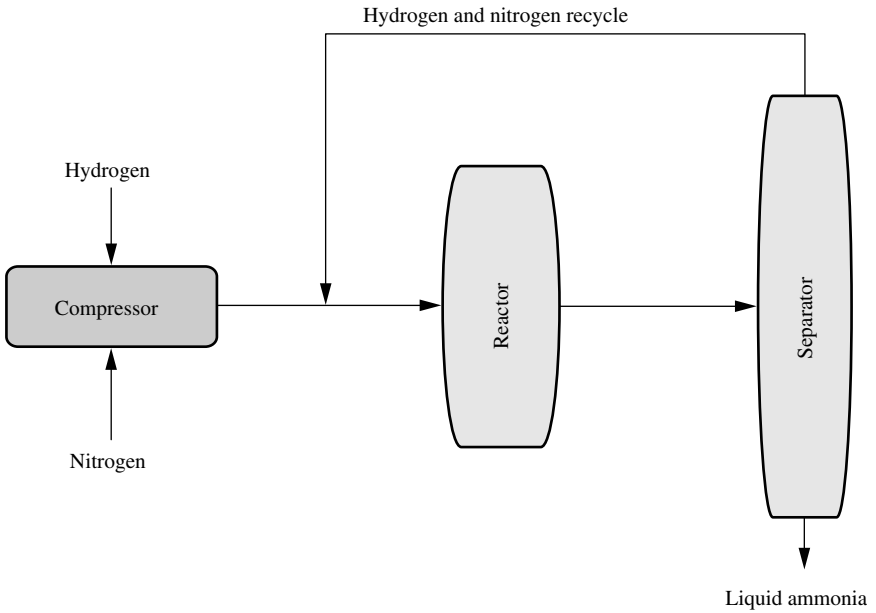 Hydrogen and nitrogen recycle
Hydrogen
Compressor
Nitrogen
Reactor
Separator
Liquid ammonia